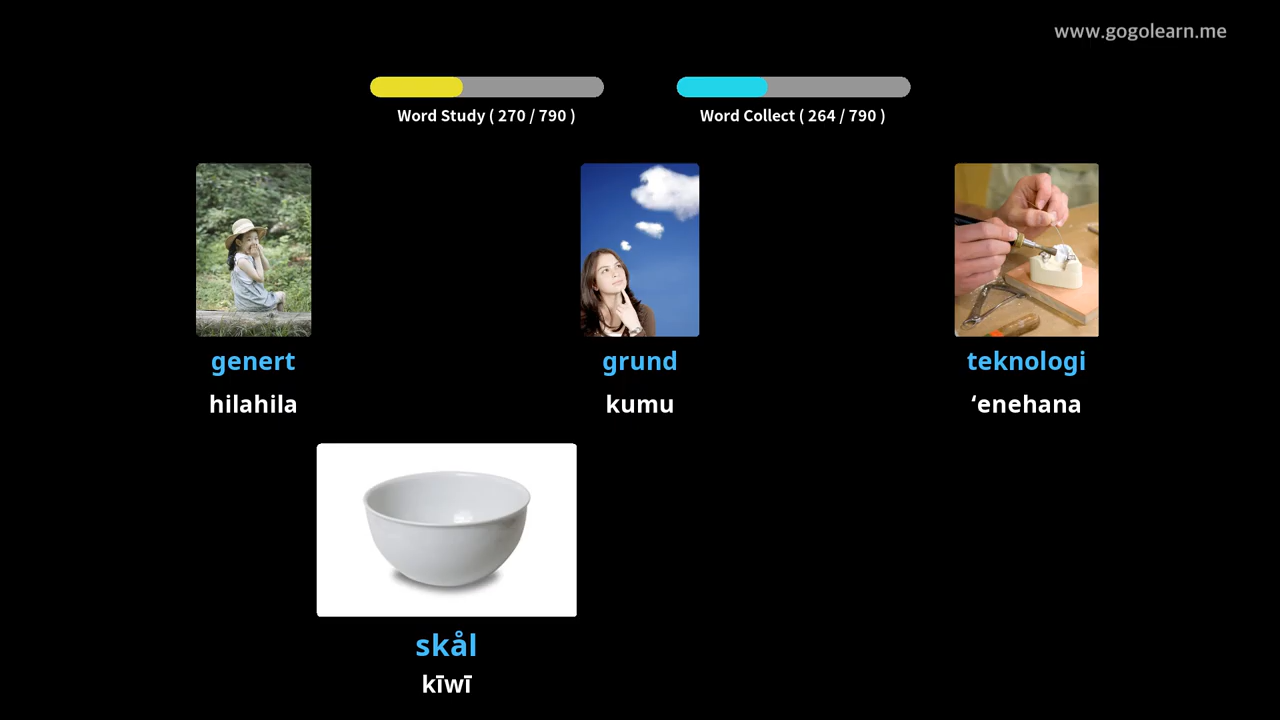 www.gogolearn.me
Word Study ( 270 / 790 )
Word Collect ( 264 / 790 )
genert
grund
teknologi
hilahila
kumu
ʻenehana
skål
kīwī